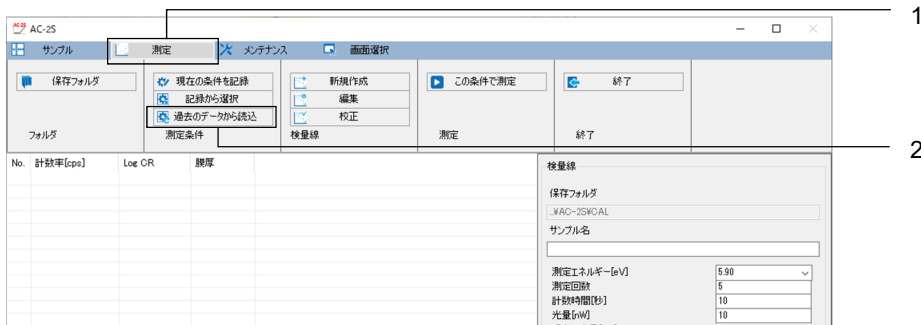 1
AC-2S
サンプル 測定 メンテナンス 画面選択
保存フォルダ 現在の条件を記録 新規作成 この条件で測定 終了
記録から選択 編集
過去のデータから読込 校正
フォルダ 測定条件 検量線 測定 終了
2
No. 計数率[cps] Log CR 膜厚
検量線
保存フォルダ
..¥AC-2S¥CAL
サンプル名
測定エネルギー[eV] 5.90
測定回数 5
計数時間[秒] 10
光量[nW] 10